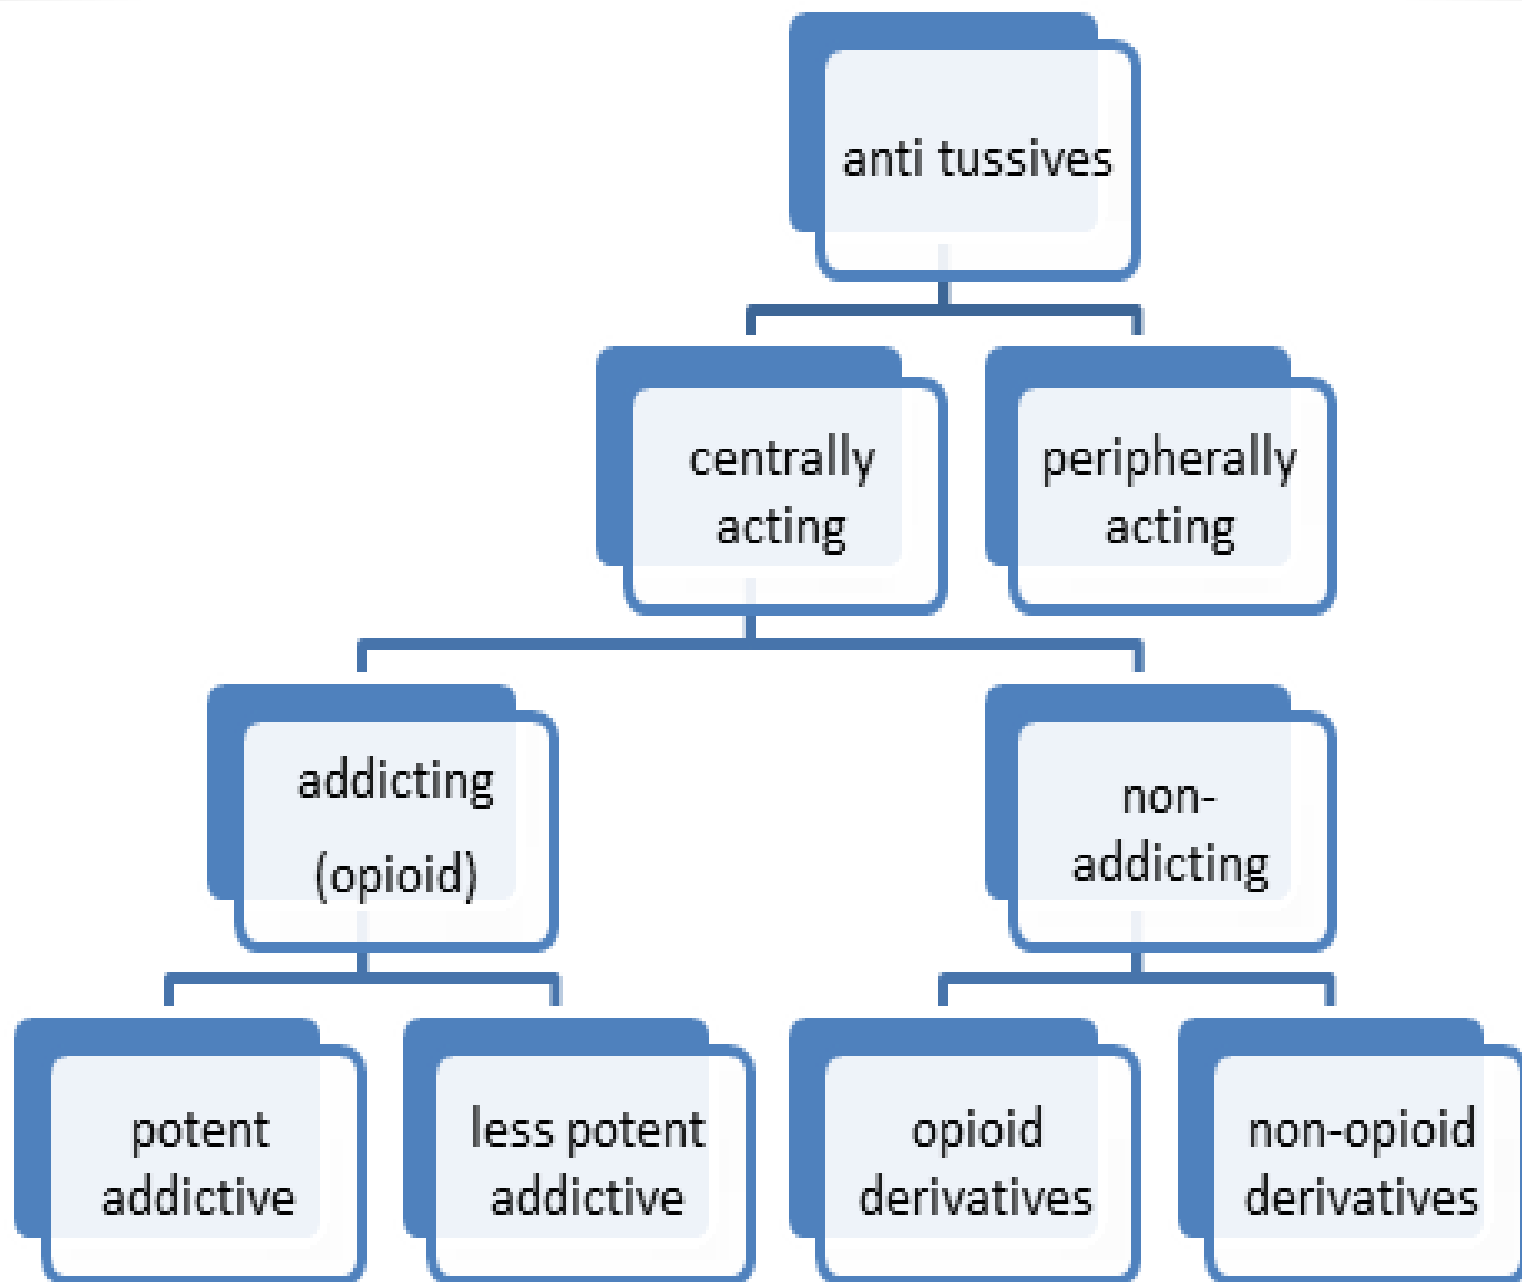 anti tussives
centrally
acting
peripherally
acting
addicting
(opioid)
non-
addicting
potent
addictive
less potent
addictive
opioid
derivatives
non-opioid
derivatives